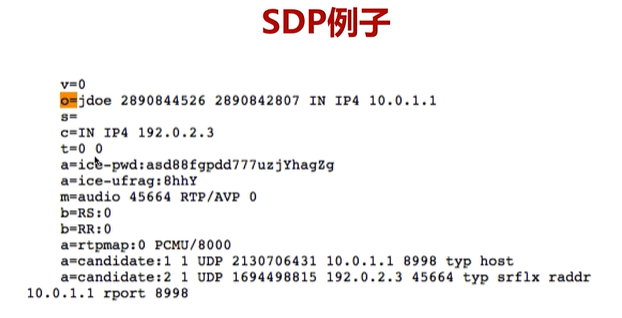 SDP例子
v=0
o=jdoe 2890844526 2890842807 IN IP4 10.0.1.1
s=
c=IN IP4 192.0.2.3
t=0 0
a=ice-pwd:asd88fgpdd777uzjYhagZg
a=ice-ufrag:8hhY
m=audio 45664 RTP/AVP 0
b=RS:0
b=RR:0
a=rtpmap:0 PCMU/8000
a=candidate:1 1 UDP 2130706431 10.0.1.1 8998 typ host
a=candidate:2 1 UDP 1694498815 192.0.2.3 45664 typ srflx raddr
10.0.1.1 rport 8998